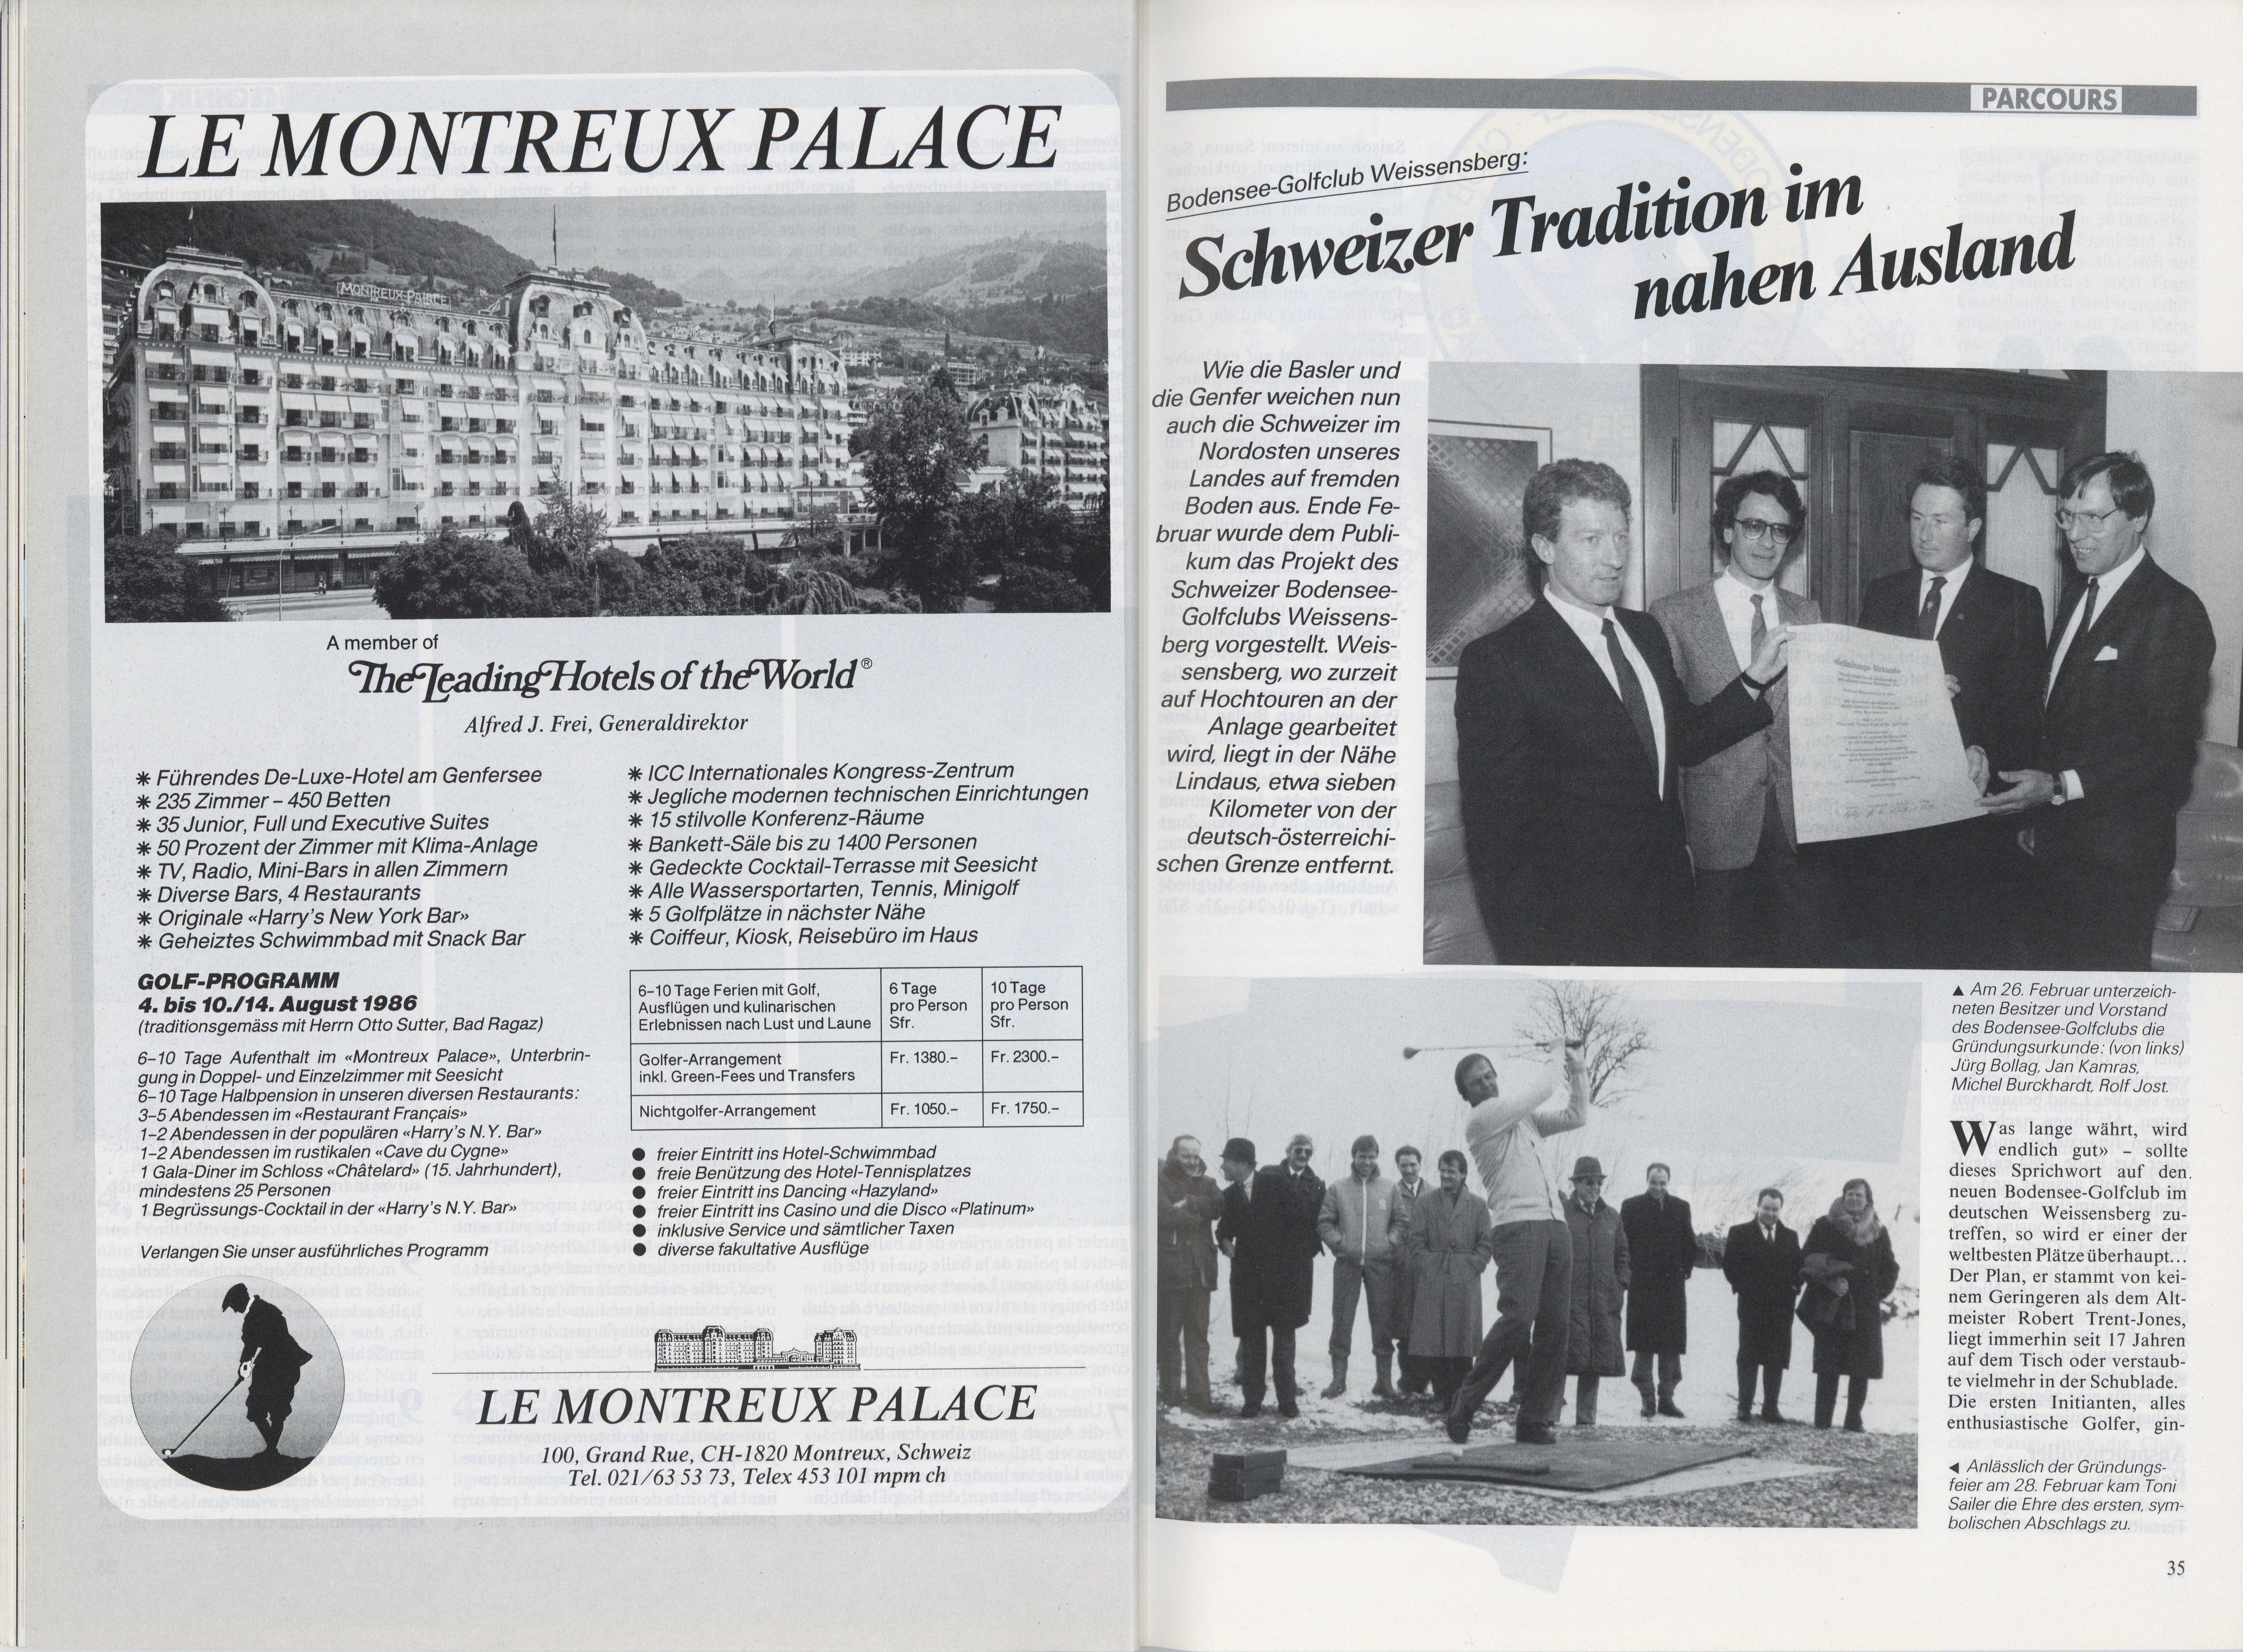 LE MONTREUX PALACE
MONTREUX PALACE
A member of
The Leading Hotels of the World®
Alfred J. Frei, Generaldirektor
✳ Führendes De-Luxe-Hotel am Genfersee
✳ 235 Zimmer – 450 Betten
✳ 35 Junior, Full und Executive Suites
✳ 50 Prozent der Zimmer mit Klima-Anlage
✳ TV, Radio, Mini-Bars in allen Zimmern
✳ Diverse Bars, 4 Restaurants
✳ Originale «Harry's New York Bar»
✳ Geheiztes Schwimmbad mit Snack Bar
✳ ICC Internationales Kongress-Zentrum
✳ Jegliche modernen technischen Einrichtungen
✳ 15 stilvolle Konferenz-Räume
✳ Bankett-Säle bis zu 1400 Personen
✳ Gedeckte Cocktail-Terrasse mit Seesicht
✳ Alle Wassersportarten, Tennis, Minigolf
✳ 5 Golfplätze in nächster Nähe
✳ Coiffeur, Kiosk, Reisebüro im Haus
GOLF-PROGRAMM
4. bis 10./14. August 1986
(traditionsgemäss mit Herrn Otto Sutter, Bad Ragaz)
6–10 Tage Aufenthalt im «Montreux Palace», Unterbrin-
gung in Doppel- und Einzelzimmer mit Seesicht
6–10 Tage Halbpension in unseren diversen Restaurants:
3–5 Abendessen im «Restaurant Français»
1–2 Abendessen in der populären «Harry's N.Y. Bar»
1–2 Abendessen im rustikalen «Cave du Cygne»
1 Gala-Diner im Schloss «Châtelard» (15. Jahrhundert),
mindestens 25 Personen
1 Begrüssungs-Cocktail in der «Harry's N.Y. Bar»
Verlangen Sie unser ausführliches Programm
6–10 Tage Ferien mit Golf,
Ausflügen und kulinarischen
Erlebnissen nach Lust und Laune
6 Tage
pro Person
Sfr.
10 Tage
pro Person
Sfr.
Golfer-Arrangement
inkl. Green-Fees und Transfers
Fr. 1380.–
Fr. 2300.–
Nichtgolfer-Arrangement
Fr. 1050.–
Fr. 1750.–
● freier Eintritt ins Hotel-Schwimmbad
● freie Benützung des Hotel-Tennisplatzes
● freier Eintritt ins Dancing «Hazyland»
● freier Eintritt ins Casino und die Disco «Platinum»
● inklusive Service und sämtlicher Taxen
● diverse fakultative Ausflüge
LE MONTREUX PALACE
100, Grand Rue, CH-1820 Montreux, Schweiz
Tel. 021/63 53 73, Telex 453 101 mpm ch
PARCOURS
Bodensee-Golfclub Weissensberg:
Schweizer Tradition im
nahen Ausland
Wie die Basler und
die Genfer weichen nun
auch die Schweizer im
Nordosten unseres
Landes auf fremden
Boden aus. Ende Fe-
bruar wurde dem Publi-
kum das Projekt des
Schweizer Bodensee-
Golfclubs Weissens-
berg vorgestellt. Weis-
sensberg, wo zurzeit
auf Hochtouren an der
Anlage gearbeitet
wird, liegt in der Nähe
Lindaus, etwa sieben
Kilometer von der
deutsch-österreichi-
schen Grenze entfernt.
Gründungs-Urkunde
▲ Am 26. Februar unterzeich-
neten Besitzer und Vorstand
des Bodensee-Golfclubs die
Gründungsurkunde: (von links)
Jürg Bollag, Jan Kamras,
Michel Burckhardt, Rolf Jost.
Was lange währt, wird
endlich gut» – sollte
dieses Sprichwort auf den
neuen Bodensee-Golfclub im
deutschen Weissensberg zu-
treffen, so wird er einer der
weltbesten Plätze überhaupt...
Der Plan, er stammt von kei-
nem Geringeren als dem Alt-
meister Robert Trent-Jones,
liegt immerhin seit 17 Jahren
auf dem Tisch oder verstaub-
te vielmehr in der Schublade.
Die ersten Initianten, alles
enthusiastische Golfer, gin-
◄ Anlässlich der Gründungs-
feier am 28. Februar kam Toni
Sailer die Ehre des ersten, sym-
bolischen Abschlags zu.
35